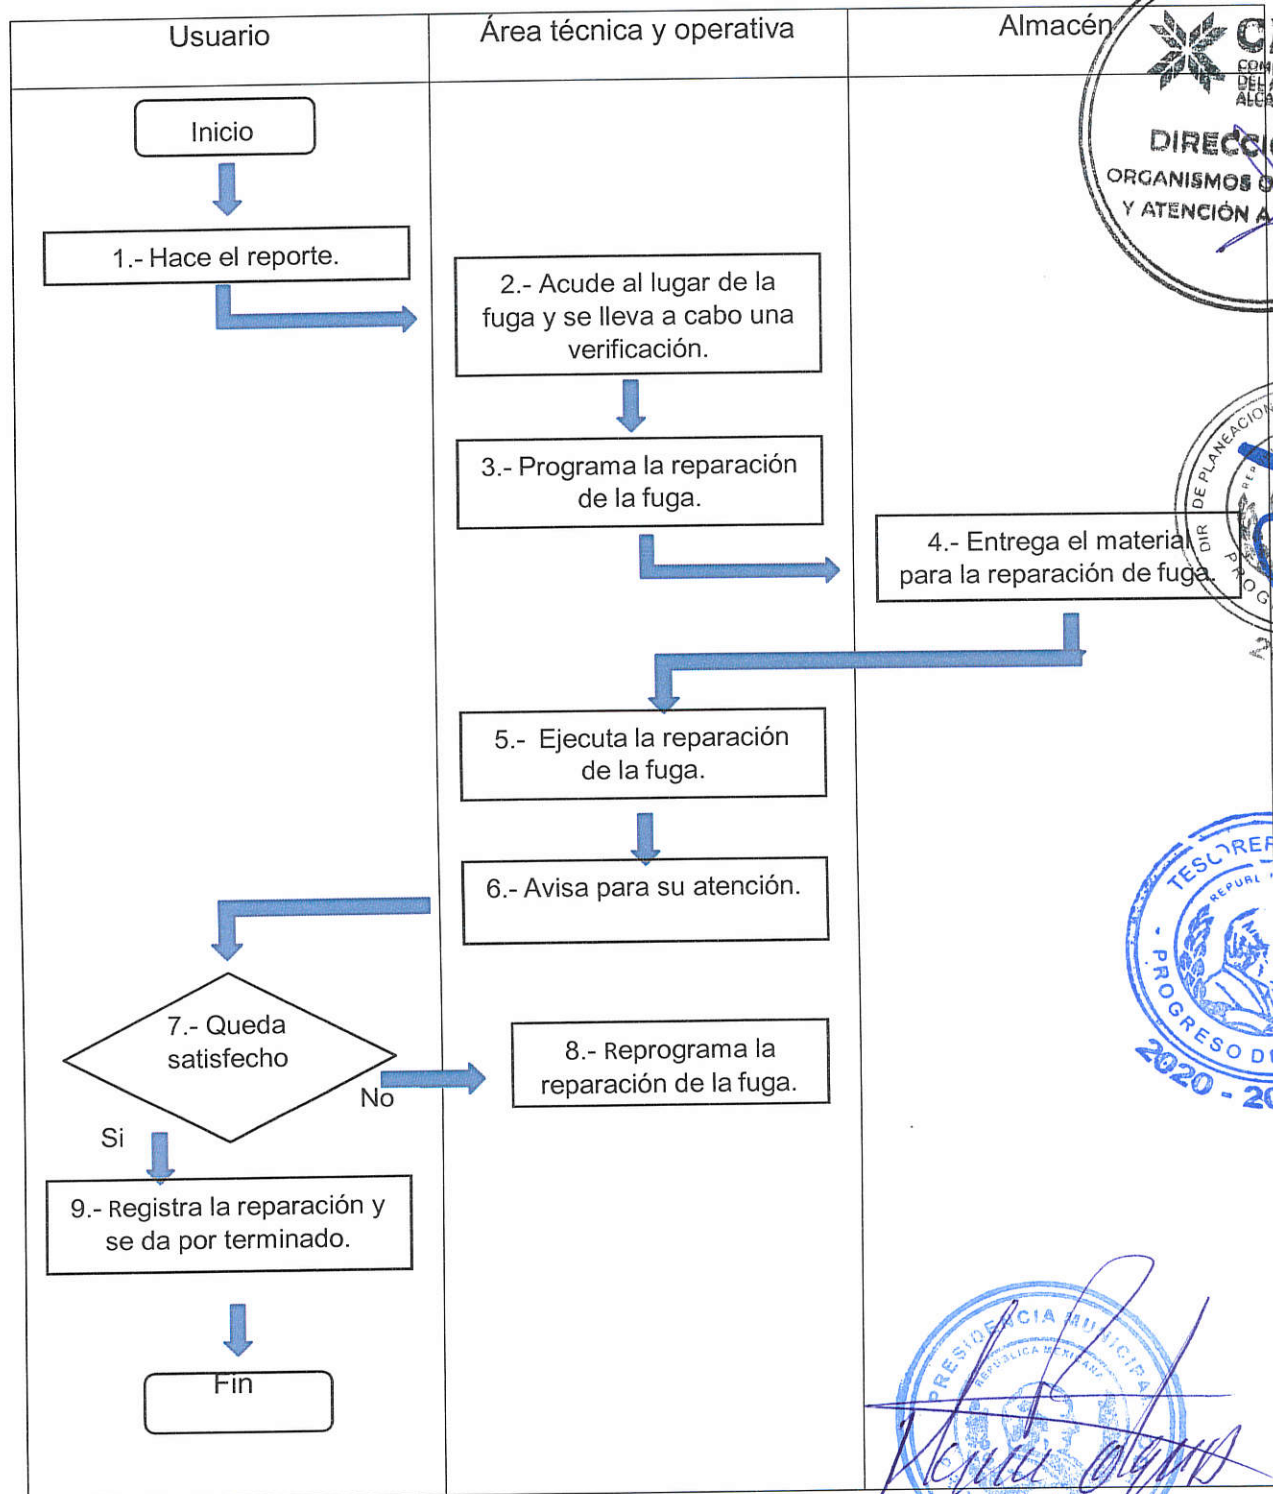 Usuario
Área técnica y operativa
Almacén
Inicio
1.- Hace el reporte.
2.- Acude al lugar de la
fuga y se lleva a cabo una
verificación.
3.- Programa la reparación
de la fuga.
4.- Entrega el material
para la reparación de fuga.
5.- Ejecuta la reparación
de la fuga.
6.- Avisa para su atención.
7.- Queda
satisfecho
No
Si
8.- Reprograma la
reparación de la fuga.
9.- Registra la reparación y
se da por terminado.
Fin
ORGANISMOS
Y ATENCIÓN A
DIR DE PLANEACIÓN
PROGRESO DE
2020 - 20
PRESIDENCIA MUNICIPAL
REPÚBLICA MEXICANA